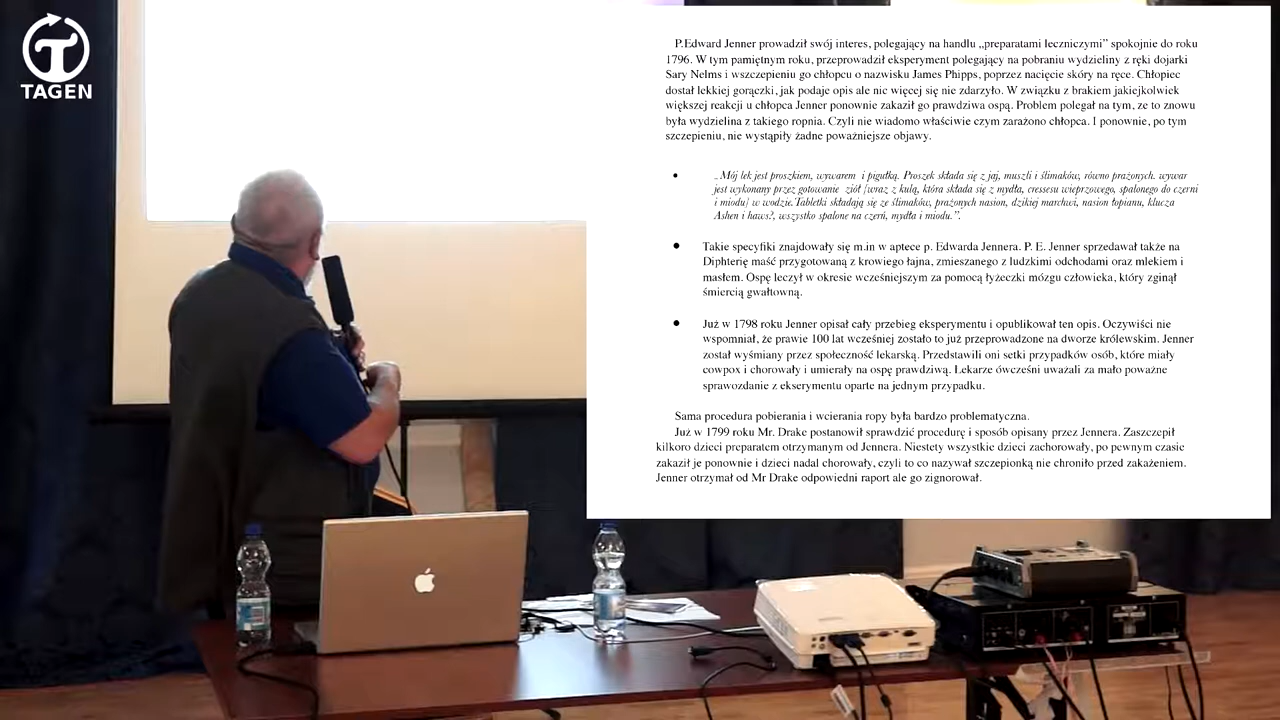 TAGEN
P.Edward Jenner prowadził swój interes, polegający na handlu „preparatami leczniczymi” spokojnie do roku
1796. W tym pamiętnym roku, przeprowadził eksperyment polegający na pobraniu wydzieliny z ręki dojarki
Sary Nelms i wszczepieniu go chłopcu o nazwisku James Phipps, poprzez nacięcie skóry na ręce. Chłopiec
dostał lekkiej gorączki, jak podaje opis ale nic więcej się nie zdarzyło. W związku z brakiem jakiejkolwiek
większej reakcji u chłopca Jenner ponownie zakaził go prawdziwa ospą. Problem polegał na tym, ze to znowu
była wydzielina z takiego ropnia. Czyli nie wiadomo właściwie czym zarażono chłopca. I ponownie, po tym
szczepieniu, nie wystąpiły żadne poważniejsze objawy.
• „Mój lek jest proszkiem, wywarem i pigułką. Proszek składa się z jaj, muszli i ślimaków, równo prażonych. wywar
jest wykonany przez gotowanie ziół [wraz z kulą, która składa się z mydła, cressesu wieprzowego, spalonego do czerni
i miodu] w wodzie.Tabletki składają się ze ślimaków, prażonych nasion, dzikiej marchwi, nasion łopianu, klucza
Ashen i haws?, wszystko spalone na czerń, mydła i miodu.”.
• Takie specyfiki znajdowały się m.in w aptece p. Edwarda Jennera. P. E. Jenner sprzedawał także na
Diphterię maść przygotowaną z krowiego łajna, zmieszanego z ludzkimi odchodami oraz mlekiem i
masłem. Ospę leczył w okresie wcześniejszym za pomocą łyżeczki mózgu człowieka, który zginął
śmiercią gwałtowną.
• Już w 1798 roku Jenner opisał cały przebieg eksperymentu i opublikował ten opis. Oczywiści nie
wspomniał, że prawie 100 lat wcześniej zostało to już przeprowadzone na dworze królewskim. Jenner
został wyśmiany przez społeczność lekarską. Przedstawili oni setki przypadków osób, które miały
cowpox i chorowały i umierały na ospę prawdziwą. Lekarze ówcześni uważali za mało poważne
sprawozdanie z ekserymentu oparte na jednym przypadku.
Sama procedura pobierania i wcierania ropy była bardzo problematyczna.
Już w 1799 roku Mr. Drake postanowił sprawdzić procedurę i sposób opisany przez Jennera. Zaszczepił
kilkoro dzieci preparatem otrzymanym od Jennera. Niestety wszystkie dzieci zachorowały, po pewnym czasie
zakaził je ponownie i dzieci nadal chorowały, czyli to co nazywał szczepionką nie chroniło przed zakażeniem.
Jenner otrzymał od Mr Drake odpowiedni raport ale go zignorował.